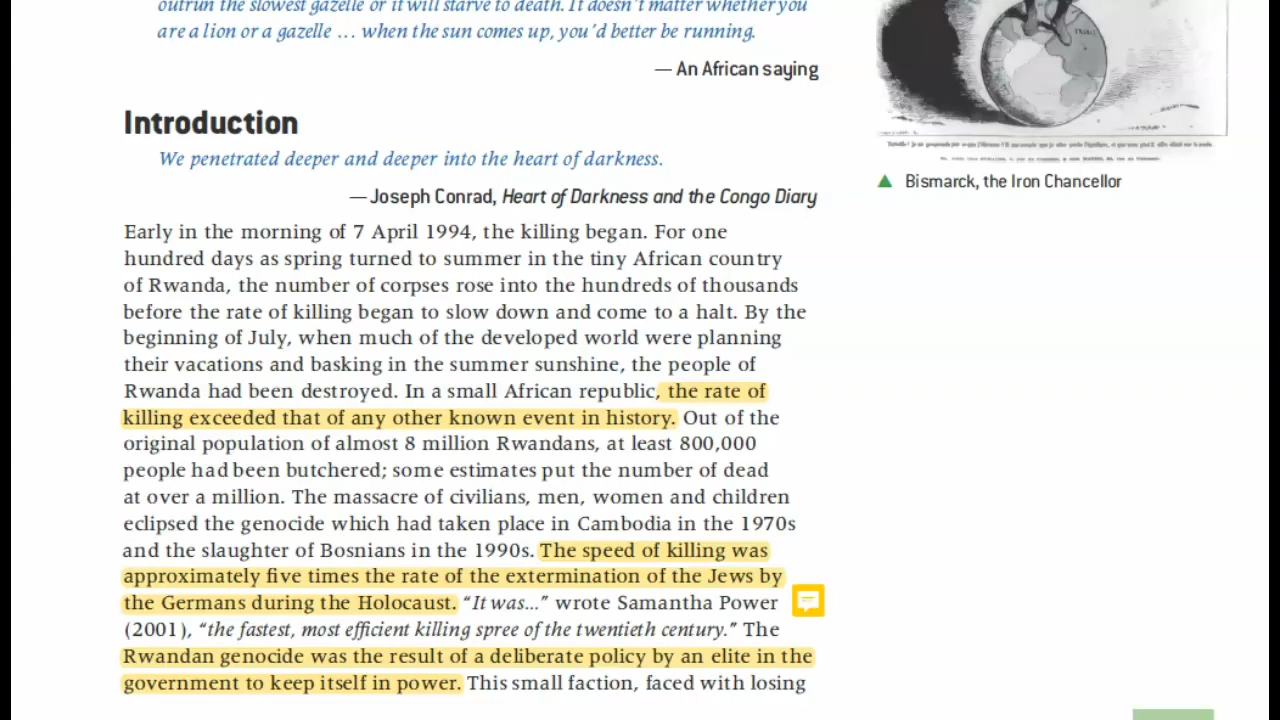 outrun the slowest gazelle or it will starve to death. It doesn't matter whether you
are a lion or a gazelle … when the sun comes up, you'd better be running.
— An African saying
Introduction
We penetrated deeper and deeper into the heart of darkness.
— Joseph Conrad, Heart of Darkness and the Congo Diary
Early in the morning of 7 April 1994, the killing began. For one
hundred days as spring turned to summer in the tiny African country
of Rwanda, the number of corpses rose into the hundreds of thousands
before the rate of killing began to slow down and come to a halt. By the
beginning of July, when much of the developed world were planning
their vacations and basking in the summer sunshine, the people of
Rwanda had been destroyed. In a small African republic, the rate of
killing exceeded that of any other known event in history. Out of the
original population of almost 8 million Rwandans, at least 800,000
people had been butchered; some estimates put the number of dead
at over a million. The massacre of civilians, men, women and children
eclipsed the genocide which had taken place in Cambodia in the 1970s
and the slaughter of Bosnians in the 1990s. The speed of killing was
approximately five times the rate of the extermination of the Jews by
the Germans during the Holocaust. "It was..." wrote Samantha Power
(2001), "the fastest, most efficient killing spree of the twentieth century." The
Rwandan genocide was the result of a deliberate policy by an elite in the
government to keep itself in power. This small faction, faced with losing
Bismarck, the Iron Chancellor